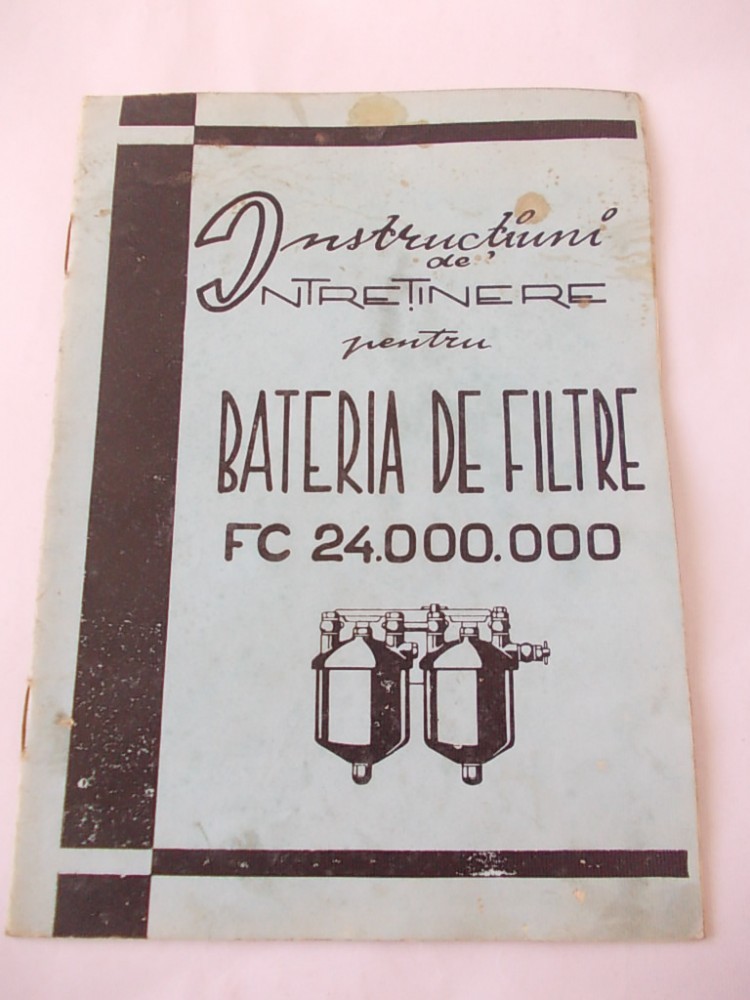 Instrucțiuni
de
ÎNTREȚINERE
pentru
BATERIA DE FILTRE
FC 24.000.000